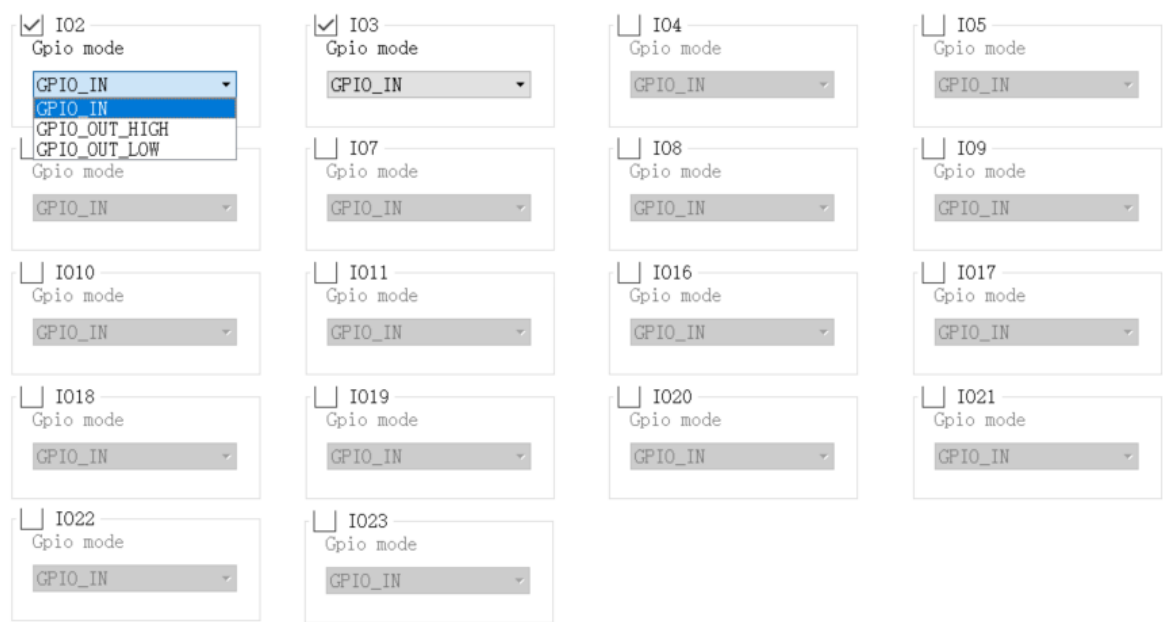 IO2
Gpio mode
GPIO_IN
GPIO_IN
GPIO_OUT_HIGH
GPIO_OUT_LOW
IO3
Gpio mode
GPIO_IN
IO4
Gpio mode
GPIO_IN
IO5
Gpio mode
GPIO_IN
Gpio mode
GPIO_IN
IO7
Gpio mode
GPIO_IN
IO8
Gpio mode
GPIO_IN
IO9
Gpio mode
GPIO_IN
IO10
Gpio mode
GPIO_IN
IO11
Gpio mode
GPIO_IN
IO16
Gpio mode
GPIO_IN
IO17
Gpio mode
GPIO_IN
IO18
Gpio mode
GPIO_IN
IO19
Gpio mode
GPIO_IN
IO20
Gpio mode
GPIO_IN
IO21
Gpio mode
GPIO_IN
IO22
Gpio mode
GPIO_IN
IO23
Gpio mode
GPIO_IN